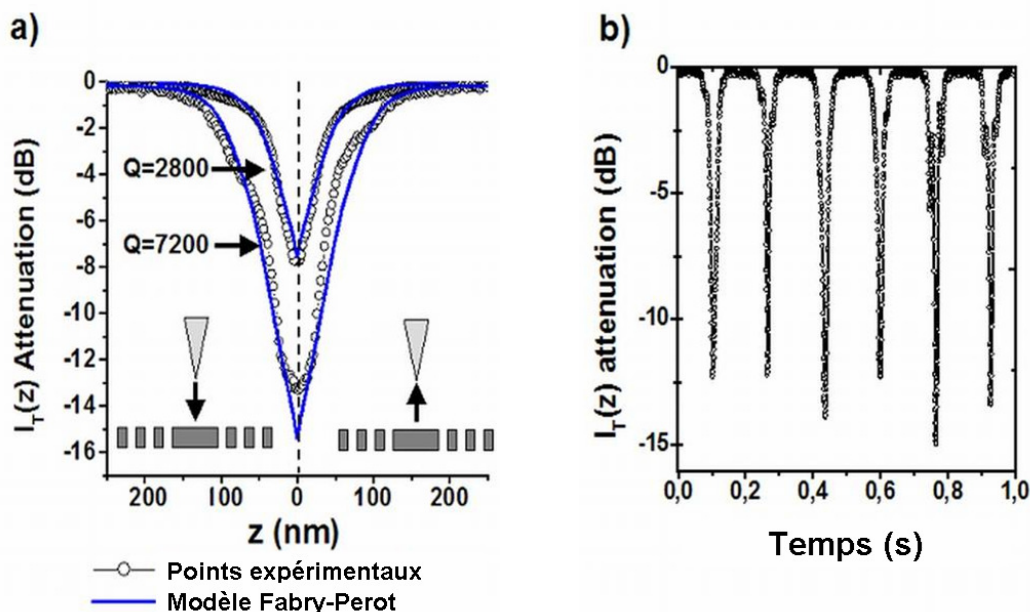 a)
I_T(z) Attenuation (dB)
0
-2
-4
-6
-8
-10
-12
-14
-16
Q=2800
Q=7200
200 100 0 100 200
z (nm)
Points expérimentaux
Modèle Fabry-Perot
b)
I_T(z) attenuation (dB)
0
-5
-10
-15
0,0 0,2 0,4 0,6 0,8 1,0
Temps (s)